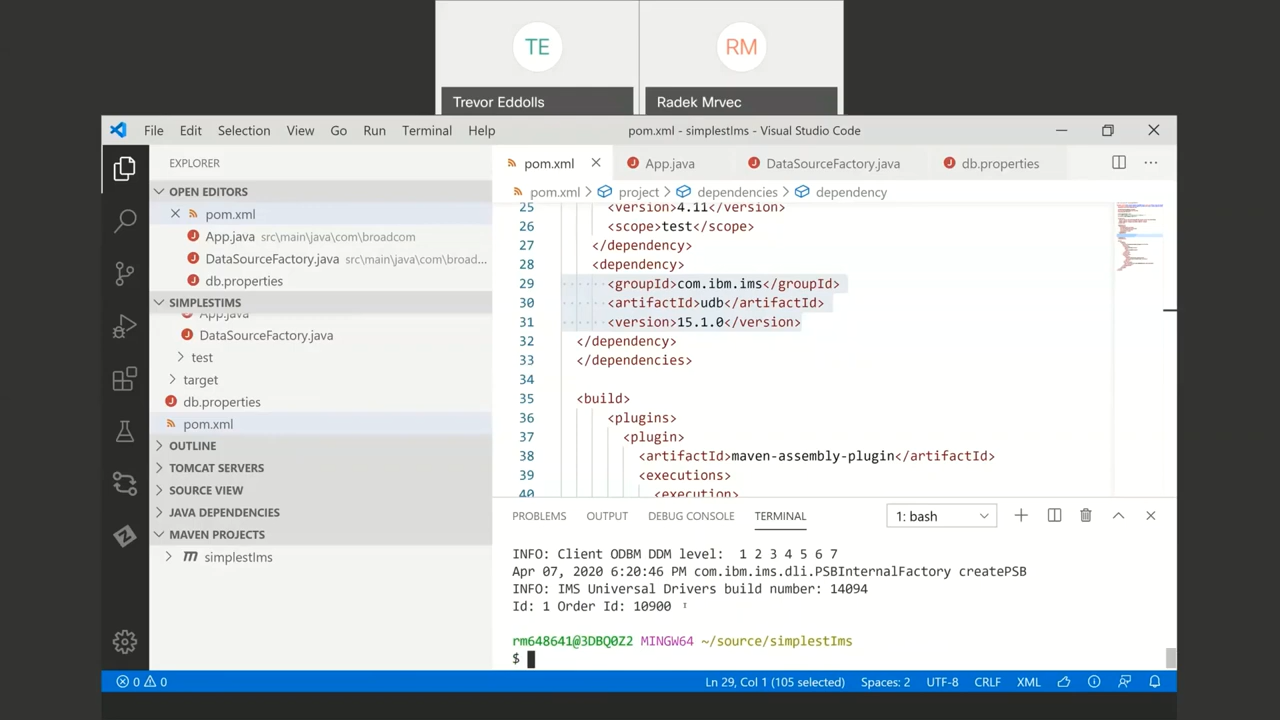 TE
RM
Trevor Eddolls
Radek Mrvec
File Edit Selection View Go Run Terminal Help
pom.xml - simplestIms - Visual Studio Code
EXPLORER
OPEN EDITORS
pom.xml
App.java src\main\java\com\broadcom
DataSourceFactory.java src\main\java\com\broad...
db.properties
SIMPLESTIMS
App.java
DataSourceFactory.java
test
target
db.properties
pom.xml
OUTLINE
TOMCAT SERVERS
SOURCE VIEW
JAVA DEPENDENCIES
MAVEN PROJECTS
simplestIms
pom.xml App.java DataSourceFactory.java db.properties
pom.xml > project > dependencies > dependency
25 <version>4.11</version>
26 <scope>test</scope>
27 </dependency>
28 <dependency>
29 <groupId>com.ibm.ims</groupId>
30 <artifactId>udb</artifactId>
31 <version>15.1.0</version>
32 </dependency>
33 </dependencies>
34
35 <build>
36 <plugins>
37 <plugin>
38 <artifactId>maven-assembly-plugin</artifactId>
39 <executions>
40 <execution>
PROBLEMS OUTPUT DEBUG CONSOLE TERMINAL 1: bash
INFO: Client ODBM DDM level: 1 2 3 4 5 6 7
Apr 07, 2020 6:20:46 PM com.ibm.ims.dli.PSBInternalFactory createPSB
INFO: IMS Universal Drivers build number: 14094
Id: 1 Order Id: 10900
rm648641@3DBQ0Z2 MINGW64 ~/source/simplestIms
$
0 0 Ln 29, Col 1 (105 selected) Spaces: 2 UTF-8 CRLF XML